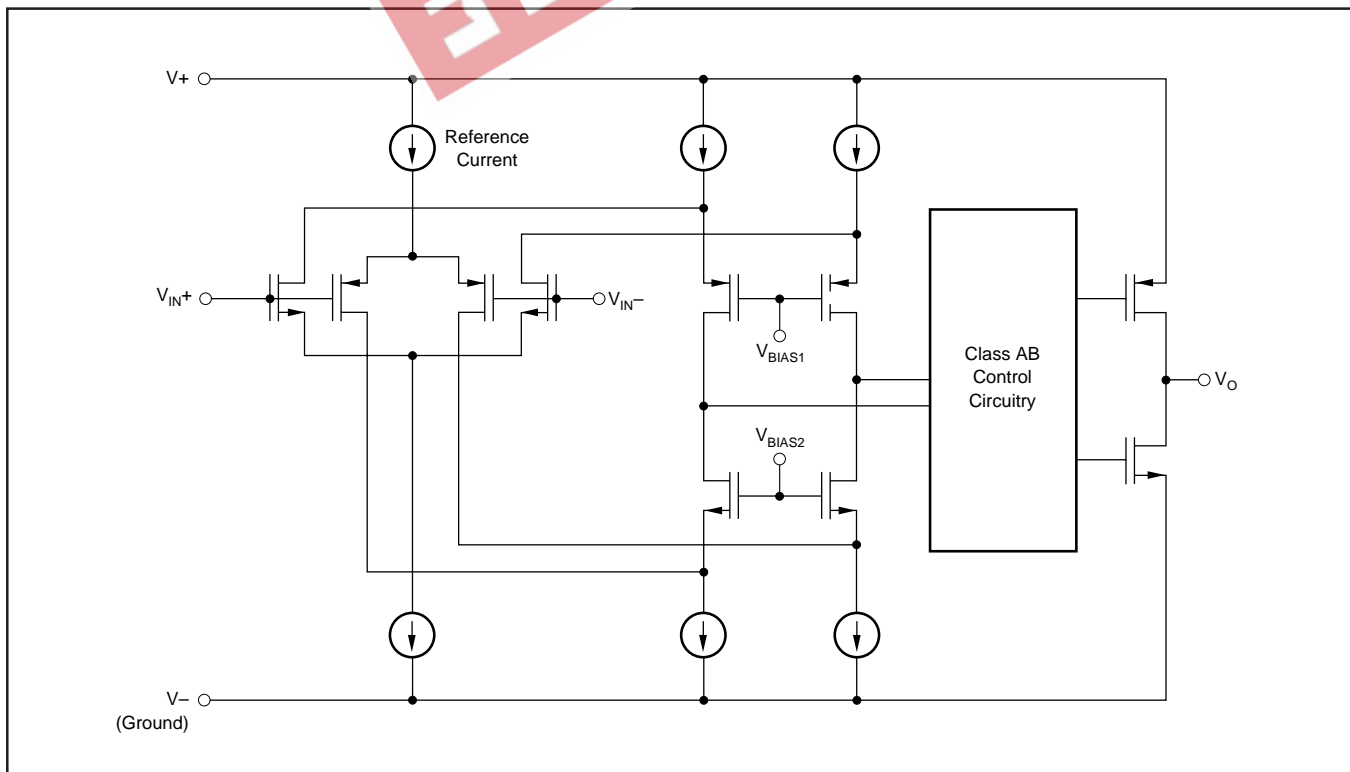 V+
Reference
Current
V_IN+
V_IN–
V_BIAS1
V_BIAS2
Class AB
Control
Circuitry
V_O
V–
(Ground)